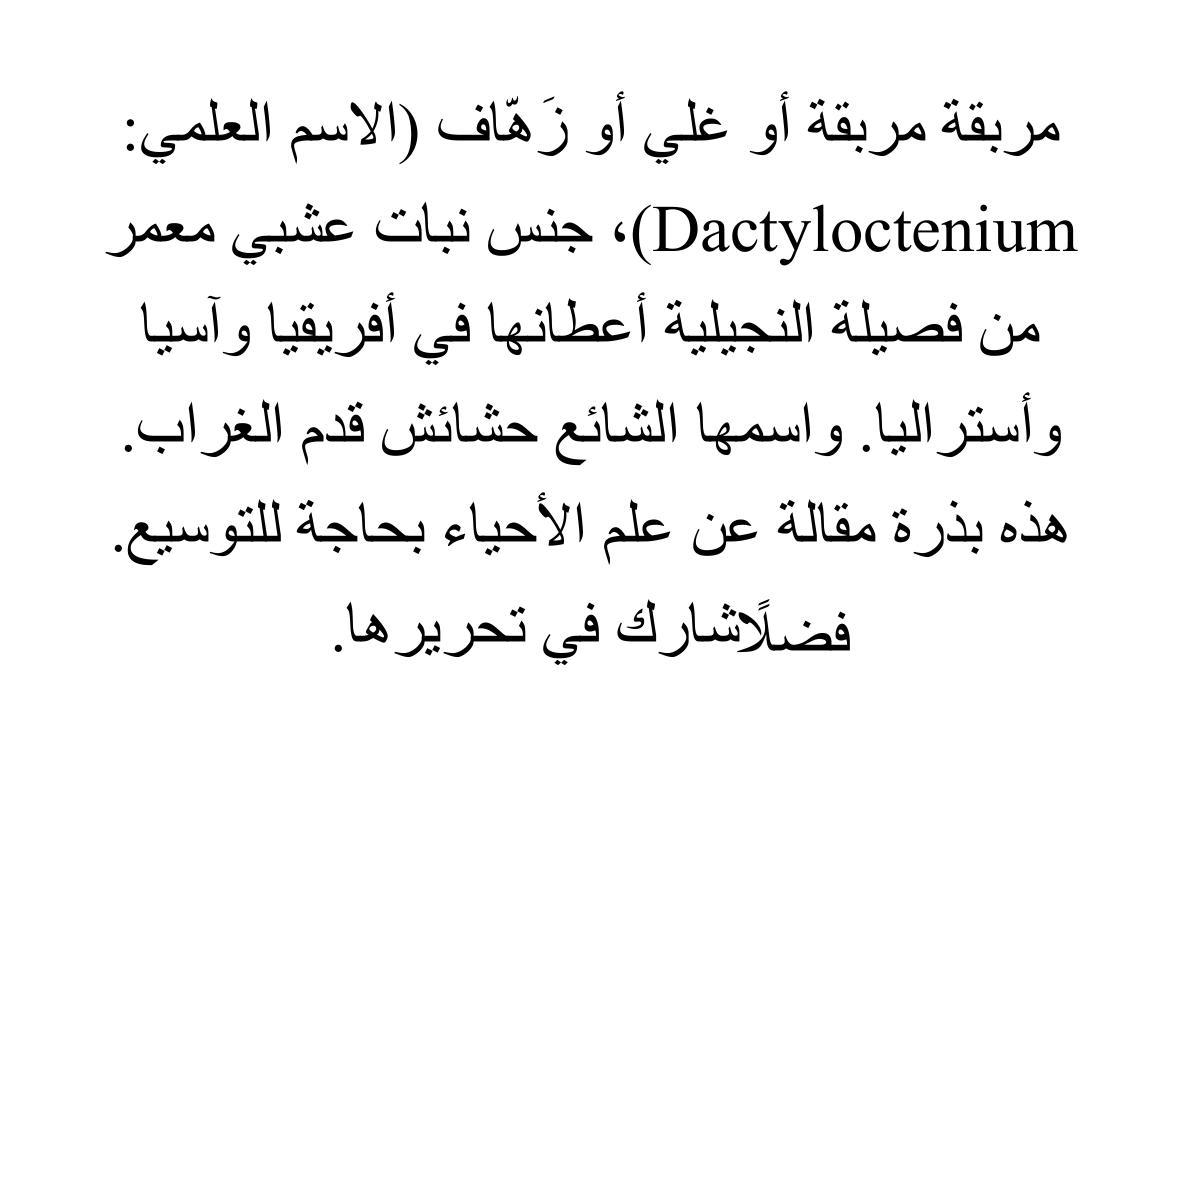 مربقة مربقة أو غلي أو زَهّاف (الاسم العلمي:
Dactyloctenium)، جنس نبات عشبي معمر
من فصيلة النجيلية أعطانها في أفريقيا وآسيا
وأستراليا. واسمها الشائع حشائش قدم الغراب.
هذه بذرة مقالة عن علم الأحياء بحاجة للتوسيع.
فضلًاشارك في تحريرها.